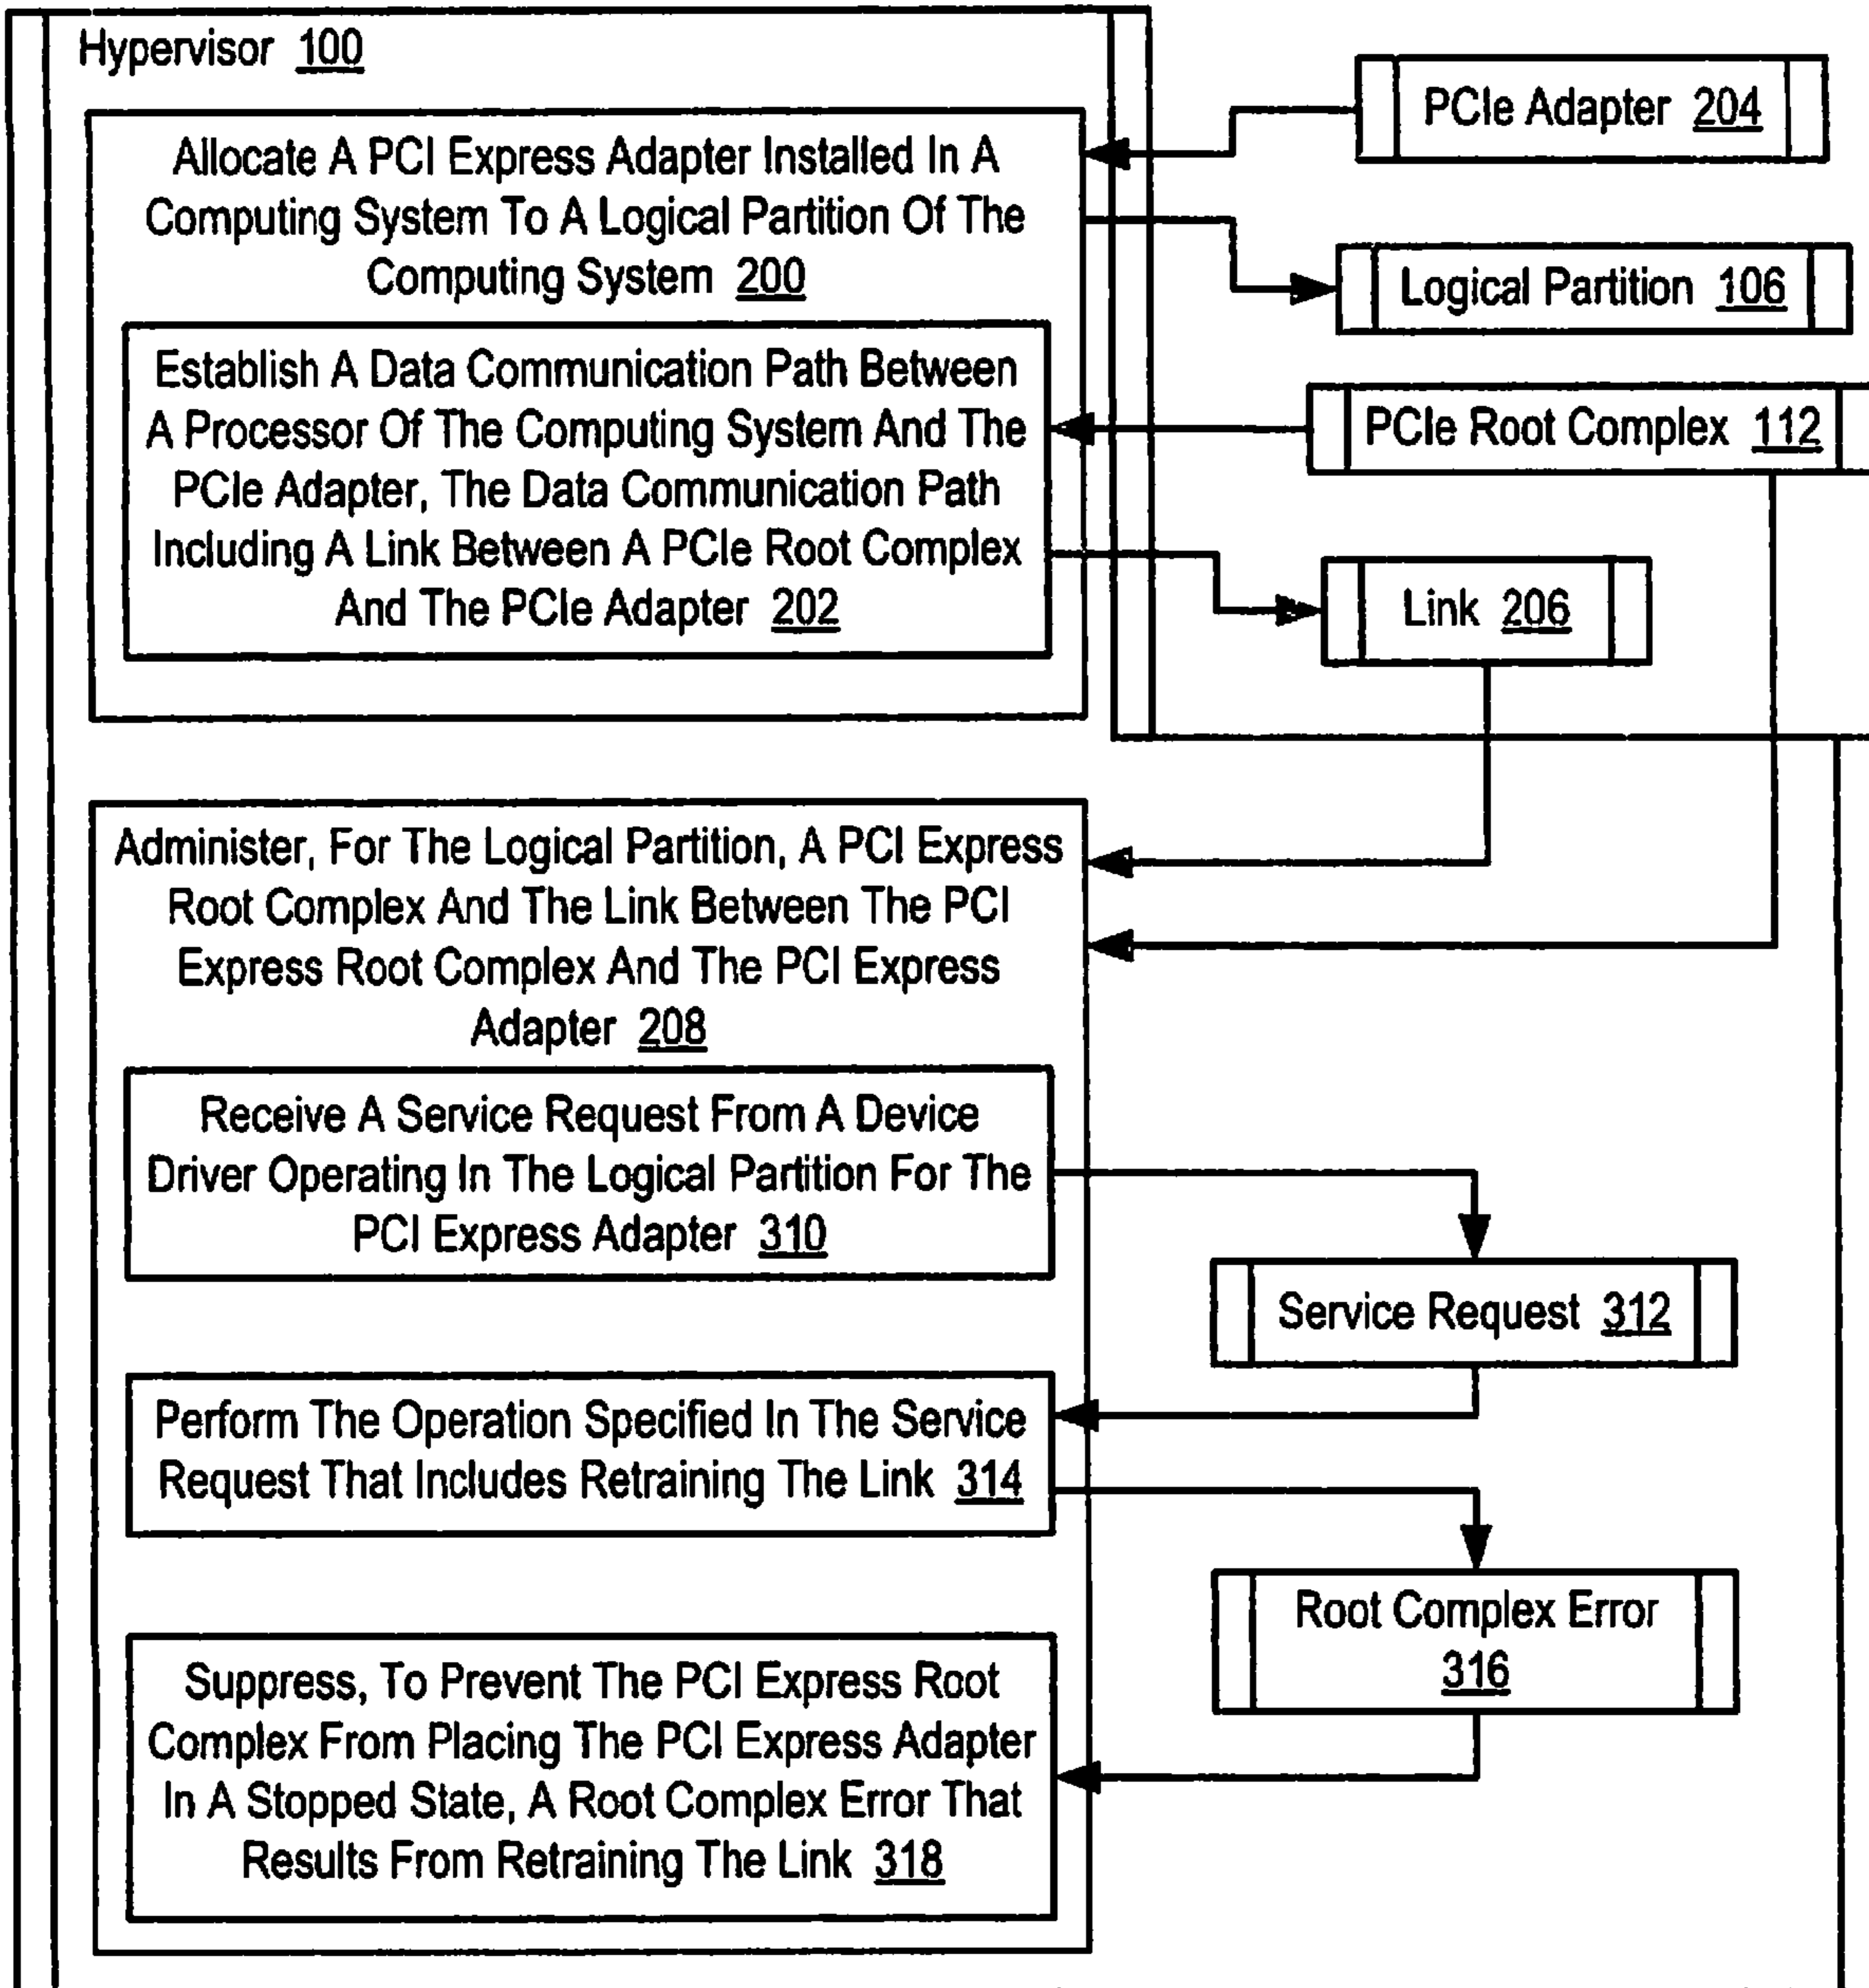 Hypervisor 100
Allocate A PCI Express Adapter Installed In A
Computing System To A Logical Partition Of The
Computing System 200
Establish A Data Communication Path Between
A Processor Of The Computing System And The
PCIe Adapter, The Data Communication Path
Including A Link Between A PCIe Root Complex
And The PCIe Adapter 202
PCIe Adapter 204
Logical Partition 106
PCIe Root Complex 112
Link 206
Administer, For The Logical Partition, A PCI Express
Root Complex And The Link Between The PCI
Express Root Complex And The PCI Express
Adapter 208
Receive A Service Request From A Device
Driver Operating In The Logical Partition For The
PCI Express Adapter 310
Service Request 312
Perform The Operation Specified In The Service
Request That Includes Retraining The Link 314
Root Complex Error
316
Suppress, To Prevent The PCI Express Root
Complex From Placing The PCI Express Adapter
In A Stopped State, A Root Complex Error That
Results From Retraining The Link 318